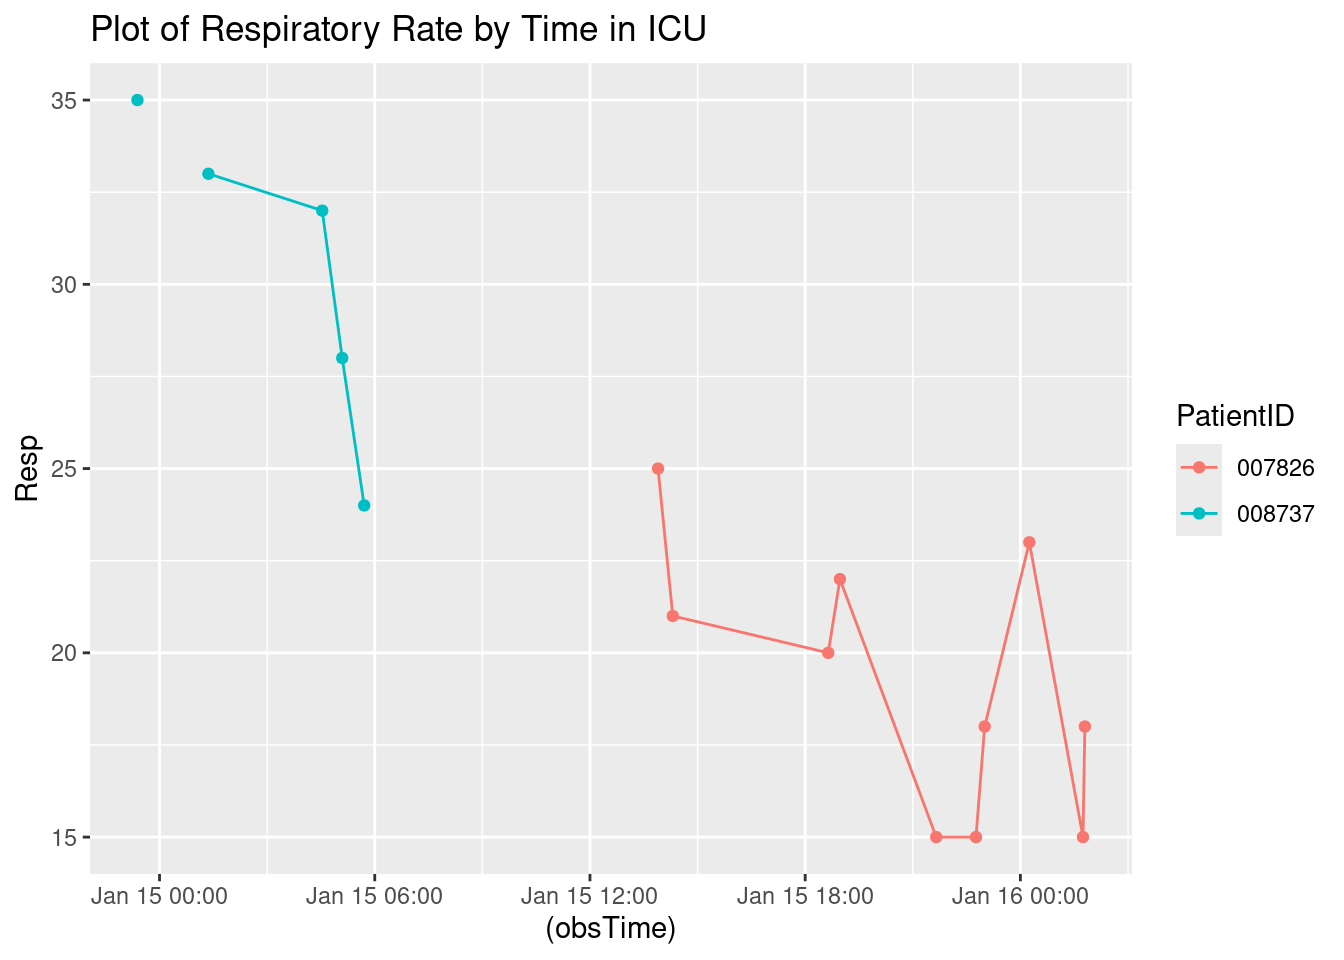 Plot of Respiratory Rate by Time in ICU
35
30
25
20
15
Resp
Jan 15 00:00
Jan 15 06:00
Jan 15 12:00
Jan 15 18:00
Jan 16 00:00
(obsTime)
PatientID
007826
008737